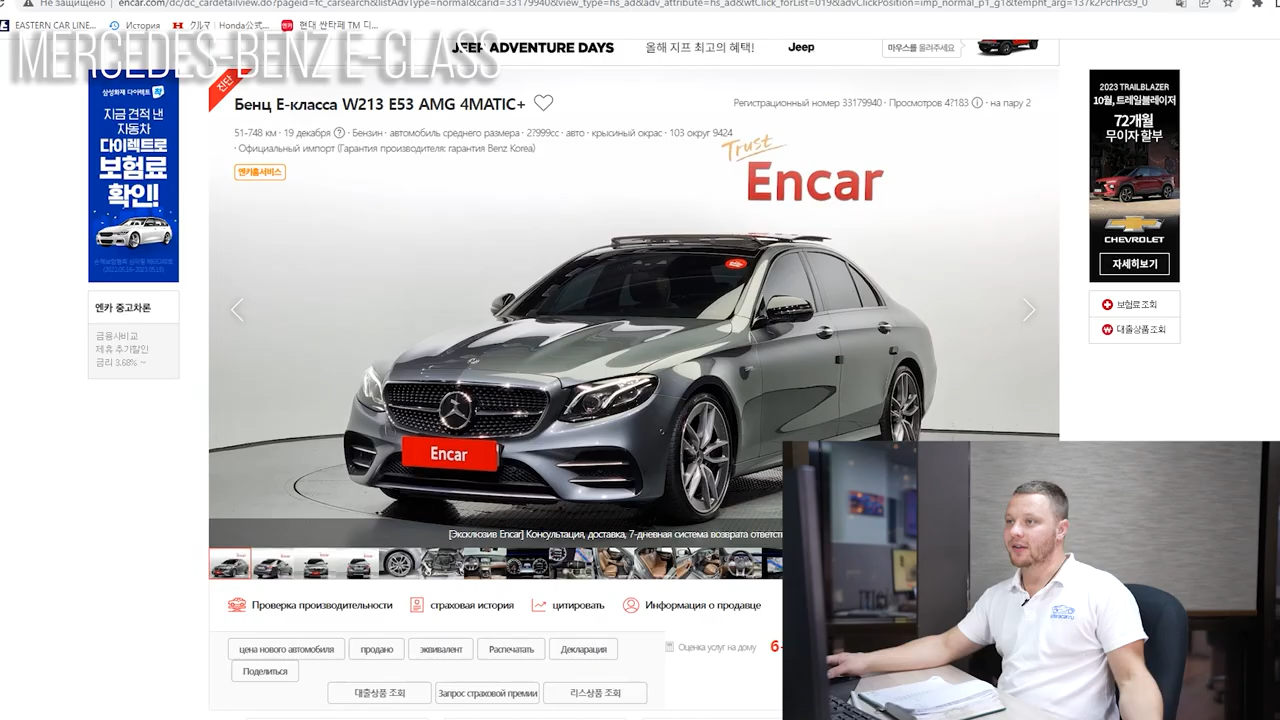 Не защищено
encar.com/dc/dc_cardetailview.do?pageid=fc_carsearch&listAdvType=normal&carid=33179940&view_type=hs_ad&adv_attribute=hs_ad&wtClick_forList=019&advClickPosition=imp_normal_p1_g1&tempht_arg=
EASTERN CAR LINE...
История
クルマ Honda公式...
현대 싼타페 TM 디...
MERCEDES-BENZ E-CLASS
JEEP ADVENTURE DAYS
올해 지프 최고의 혜택!
Jeep
마우스를 올려주세요
삼성화재 다이렉트 착
지금 견적 낸
자동차
다이렉트로
보험료
확인!
엔카 중고차론
금융사비교
제휴 추가할인
금리 3.68% ~
진단
Бенц Е-класса W213 E53 AMG 4MATIC+
Регистрационный номер 33179940 · Просмотров 4?183 · на пару 2
51-748 км · 19 декабря · Бензин · автомобиль среднего размера · 2?999cc · авто · крысиный окрас · 103 округ 9424
· Официальный импорт (Гарантия производителя: гарантия Benz Korea)
엔카홈서비스
Trust
Encar
Encar
[Эксклюзив Encar] Консультация, доставка, 7-дневная система возврата
Проверка производительности
страховая история
цитировать
Информация о продавце
цена нового автомобиля
продано
эквивалент
Распечатать
Декларация
Поделиться
Оценка услуг на дому
6-
대출상품 조회
Запрос страховой премии
리스상품 조회
2023 TRAILBLAZER
10월, 트레일블레이저
72개월
무이자 할부
CHEVROLET
자세히보기
보험료조회
대출상품조회